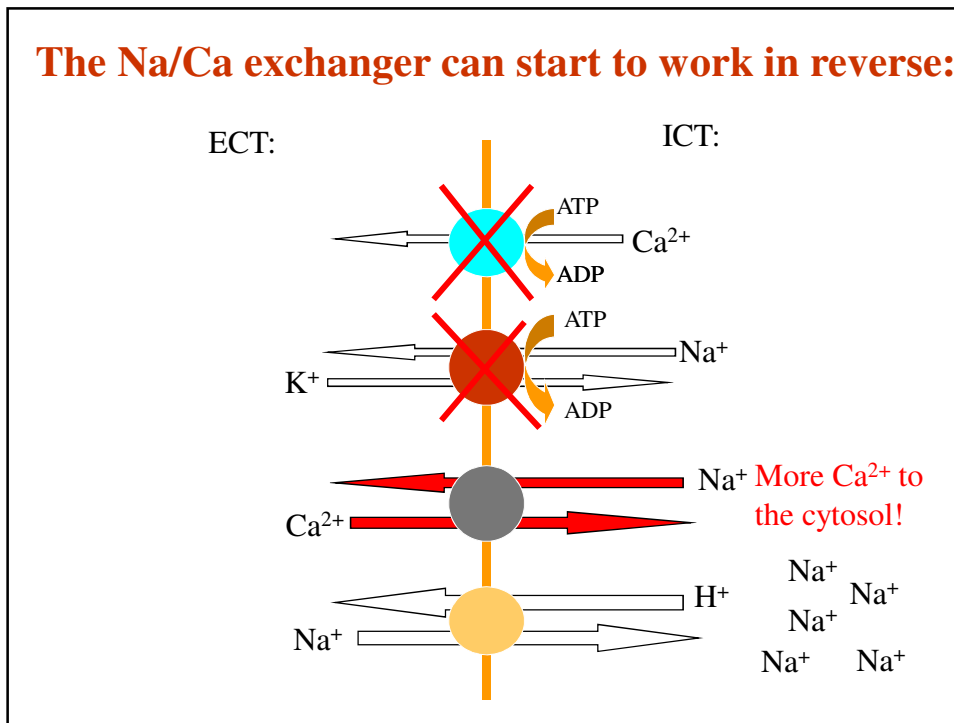 The Na/Ca exchanger can start to work in reverse:
ECT:
ICT:
ATP
Ca²⁺
ADP
ATP
Na⁺
K⁺
ADP
Na⁺
More Ca²⁺ to
the cytosol!
Ca²⁺
H⁺
Na⁺
Na⁺
Na⁺
Na⁺
Na⁺
Na⁺